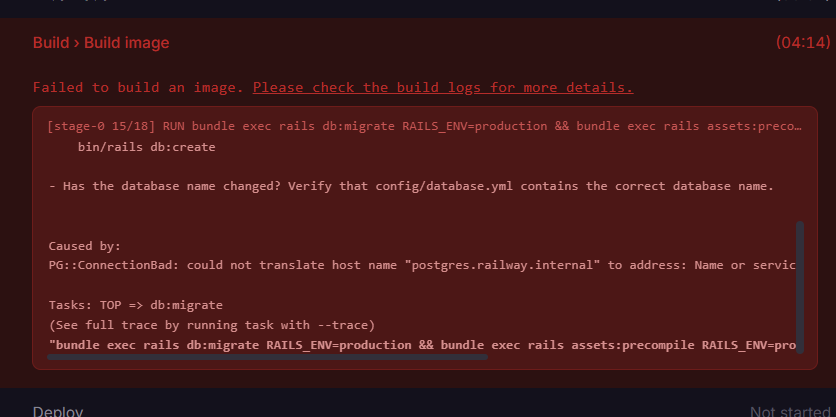 Build › Build image (04:14)
Failed to build an image. Please check the build logs for more details.
[stage-0 15/18] RUN bundle exec rails db:migrate RAILS_ENV=production && bundle exec rails assets:preco…
bin/rails db:create
- Has the database name changed? Verify that config/database.yml contains the correct database name.
Caused by:
PG::ConnectionBad: could not translate host name "postgres.railway.internal" to address: Name or servic
Tasks: TOP => db:migrate
(See full trace by running task with --trace)
"bundle exec rails db:migrate RAILS_ENV=production && bundle exec rails assets:precompile RAILS_ENV=pro
Deploy Not started